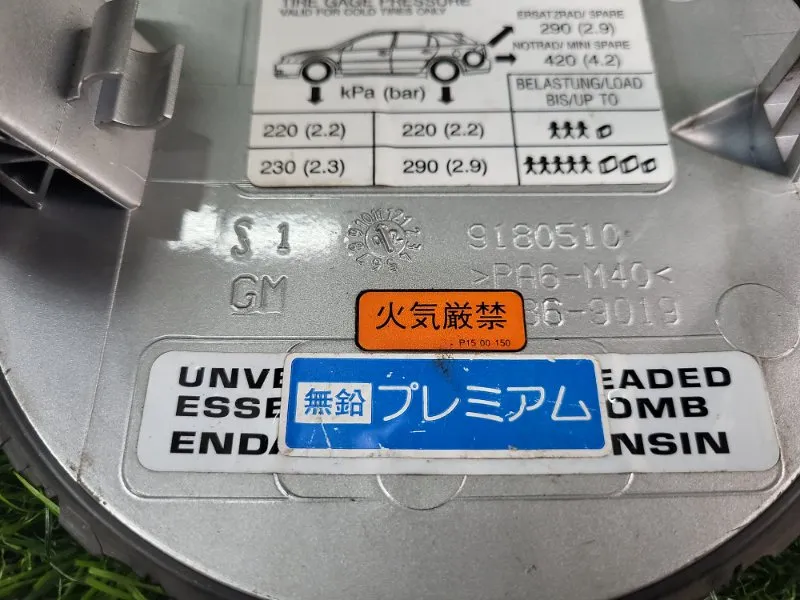 TIRE GAGE PRESSURE
VALID FOR COLD TIRES ONLY
ERSATZRAD/ SPARE
290 (2.9)
NOTRAD/ MINI SPARE
420 (4.2)
kPa (bar)
BELASTUNG/LOAD
BIS/UP TO
220 (2.2) 220 (2.2)
230 (2.3) 290 (2.9)
S 1
9180510
GM
>PA6-M40<
36-9019
火気厳禁
P15 00-150
UNVE EADED
ESSE OMB
END NSIN
無鉛 プレミアム